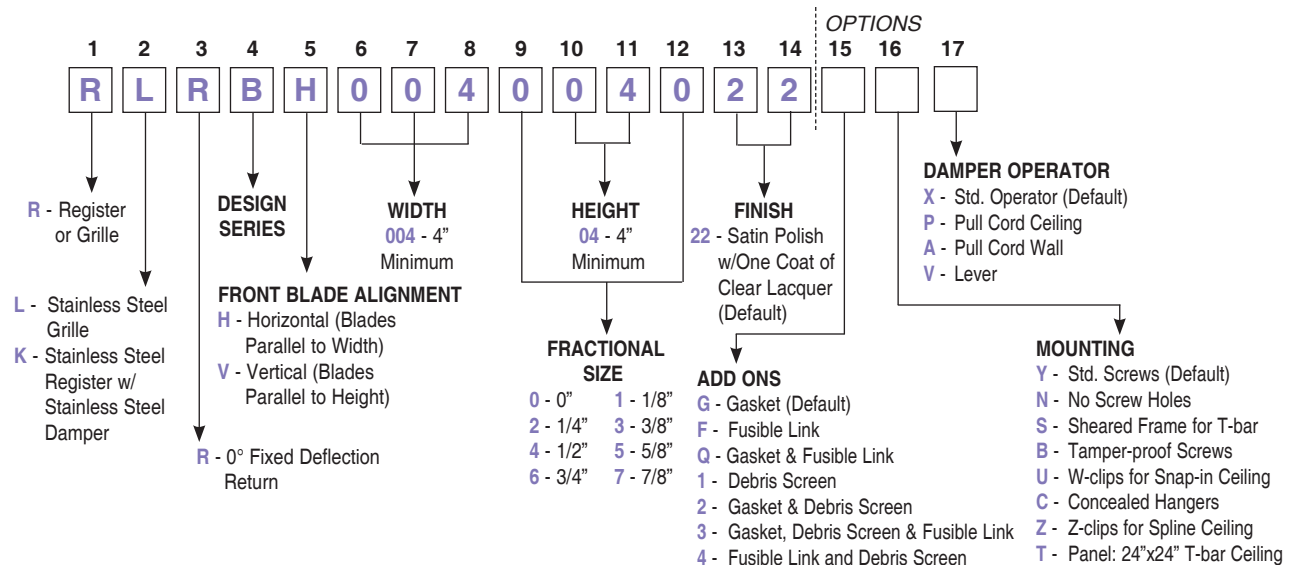 OPTIONS
1 2 3 4 5 6 7 8 9 10 11 12 13 14 15 16 17
R L R B H 0 0 4 0 0 4 0 2 2
R - Register
or Grille
L - Stainless Steel
Grille
K - Stainless Steel
Register w/
Stainless Steel
Damper
R - 0° Fixed Deflection
Return
DESIGN
SERIES
FRONT BLADE ALIGNMENT
H - Horizontal (Blades
Parallel to Width)
V - Vertical (Blades
Parallel to Height)
WIDTH
004 - 4”
Minimum
HEIGHT
04 - 4”
Minimum
FRACTIONAL
SIZE
0 - 0” 1 - 1/8”
2 - 1/4” 3 - 3/8”
4 - 1/2” 5 - 5/8”
6 - 3/4” 7 - 7/8”
FINISH
22 - Satin Polish
w/One Coat of
Clear Lacquer
(Default)
ADD ONS
G - Gasket (Default)
F - Fusible Link
Q - Gasket & Fusible Link
1 - Debris Screen
2 - Gasket & Debris Screen
3 - Gasket, Debris Screen & Fusible Link
4 - Fusible Link and Debris Screen
DAMPER OPERATOR
X - Std. Operator (Default)
P - Pull Cord Ceiling
A - Pull Cord Wall
V - Lever
MOUNTING
Y - Std. Screws (Default)
N - No Screw Holes
S - Sheared Frame for T-bar
B - Tamper-proof Screws
U - W-clips for Snap-in Ceiling
C - Concealed Hangers
Z - Z-clips for Spline Ceiling
T - Panel: 24”x24” T-bar Ceiling